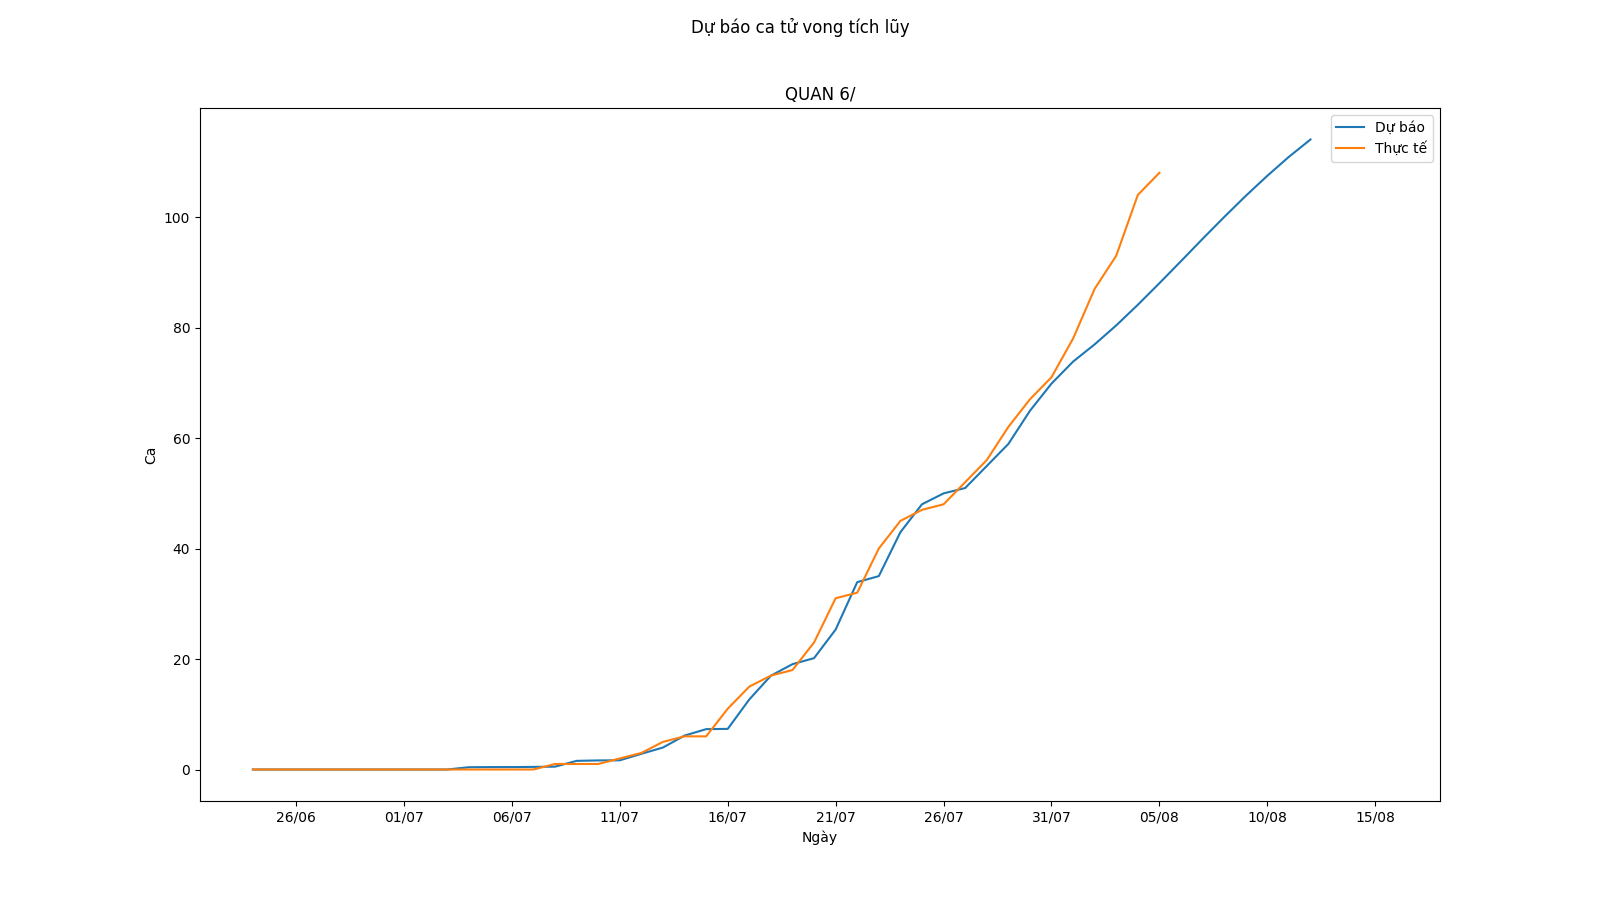 Dự báo ca tử vong tích lũy
QUAN 6/
Dự báo
Thực tế
100
80
60
40
20
0
Ca
26/06 01/07 06/07 11/07 16/07 21/07 26/07 31/07 05/08 10/08 15/08
Ngày